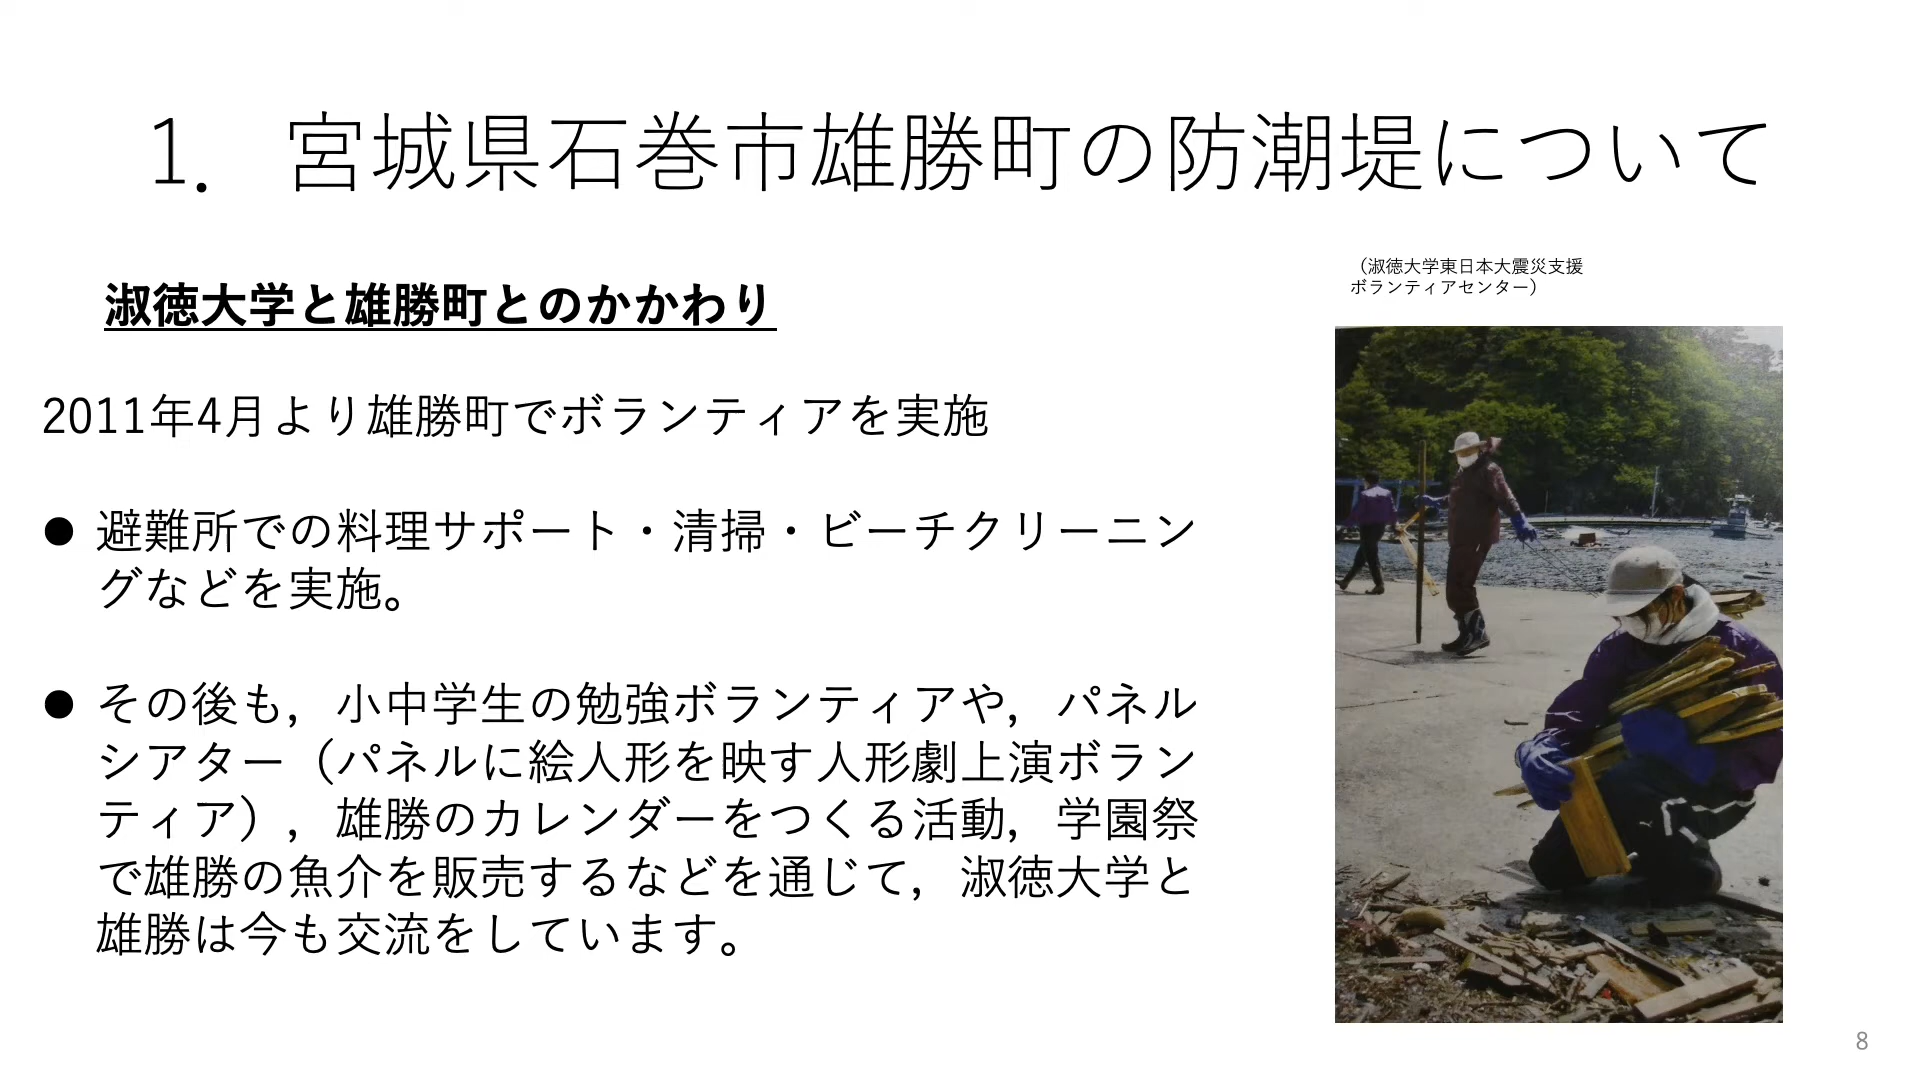 1．宮城県石巻市雄勝町の防潮堤について
（淑徳大学東日本大震災支援
ボランティアセンター）
淑徳大学と雄勝町とのかかわり
2011年4月より雄勝町でボランティアを実施
● 避難所での料理サポート・清掃・ビーチクリーニン
グなどを実施。
● その後も，小中学生の勉強ボランティアや，パネル
シアター（パネルに絵人形を映す人形劇上演ボラン
ティア），雄勝のカレンダーをつくる活動，学園祭
で雄勝の魚介を販売するなどを通じて，淑徳大学と
雄勝は今も交流をしています。
8